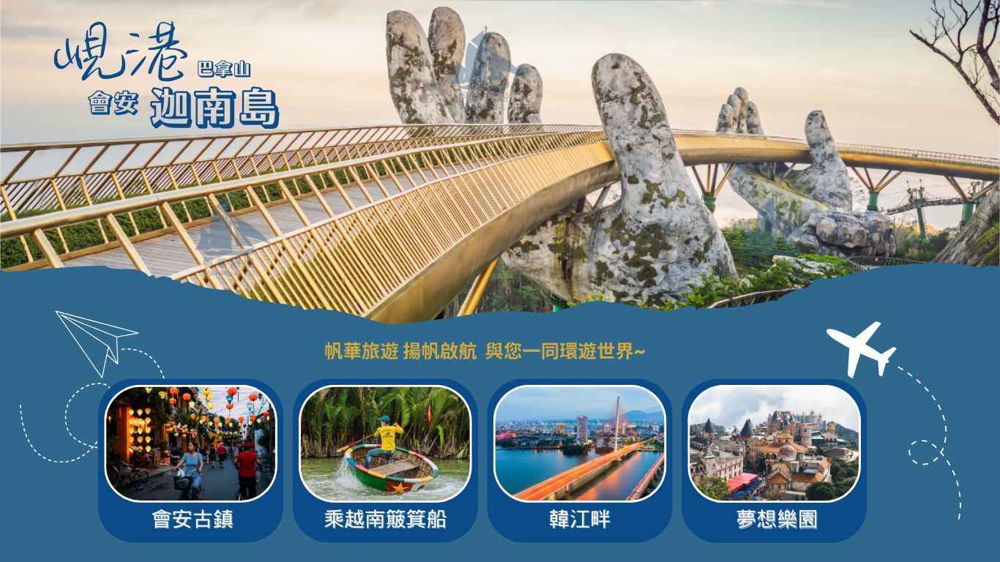 峴港 巴拿山
會安 迦南島
帆華旅遊 揚帆啟航 與您一同環遊世界~
會安古鎮
乘越南簸箕船
韓江畔
夢想樂園